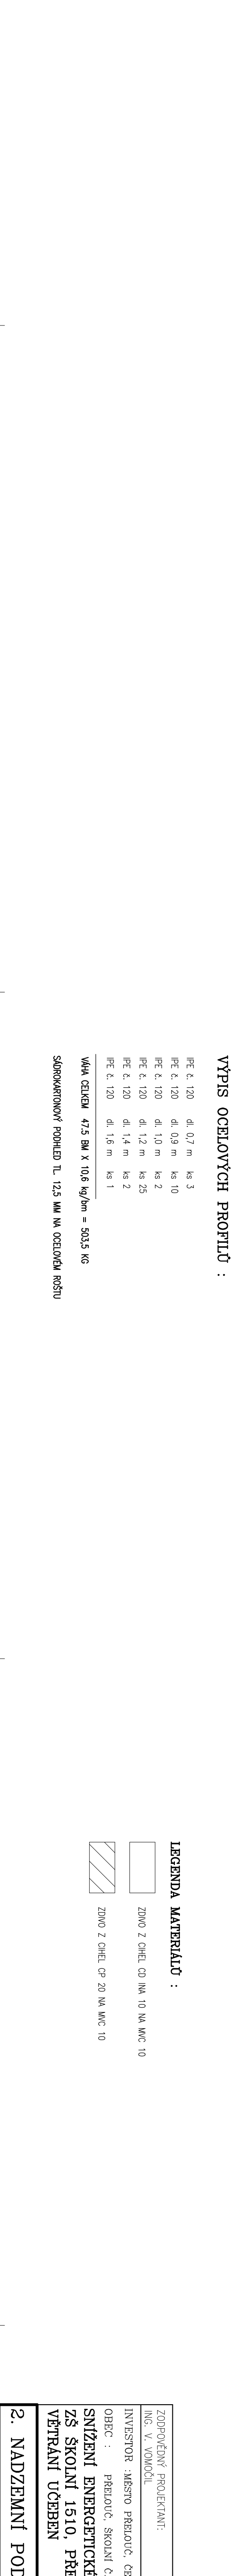 VÝPIS OCELOVÝCH PROFILŮ :
IPE č. 120 dl. 0,7 m ks 3
IPE č. 120 dl. 0,9 m ks 10
IPE č. 120 dl. 1,0 m ks 2
IPE č. 120 dl. 1,2 m ks 25
IPE č. 120 dl. 1,4 m ks 2
IPE č. 120 dl. 1,6 m ks 1
VÁHA CELKEM 47,5 BM X 10,6 kg/bm = 503,5 KG
SÁDROKARTONOVÝ PODHLED TL. 12,5 MM NA OCELOVÉM ROŠTU
LEGENDA MATERIÁLŮ :
ZDIVO Z CIHEL CD INA 10 NA MVC 10
ZDIVO Z CIHEL CP 20 NA MVC 10
ZODPOVĚDNÝ PROJEKTANT:
ING. V. VOMOČIL
INVESTOR :MĚSTO PŘELOUČ, ČE
OBEC : PŘELOUČ, ŠKOLNÍ Č.
SNÍŽENÍ ENERGETICKÉ
ZŠ ŠKOLNÍ 1510, PŘE
VĚTRÁNÍ UČEBEN
2. NADZEMNÍ POD